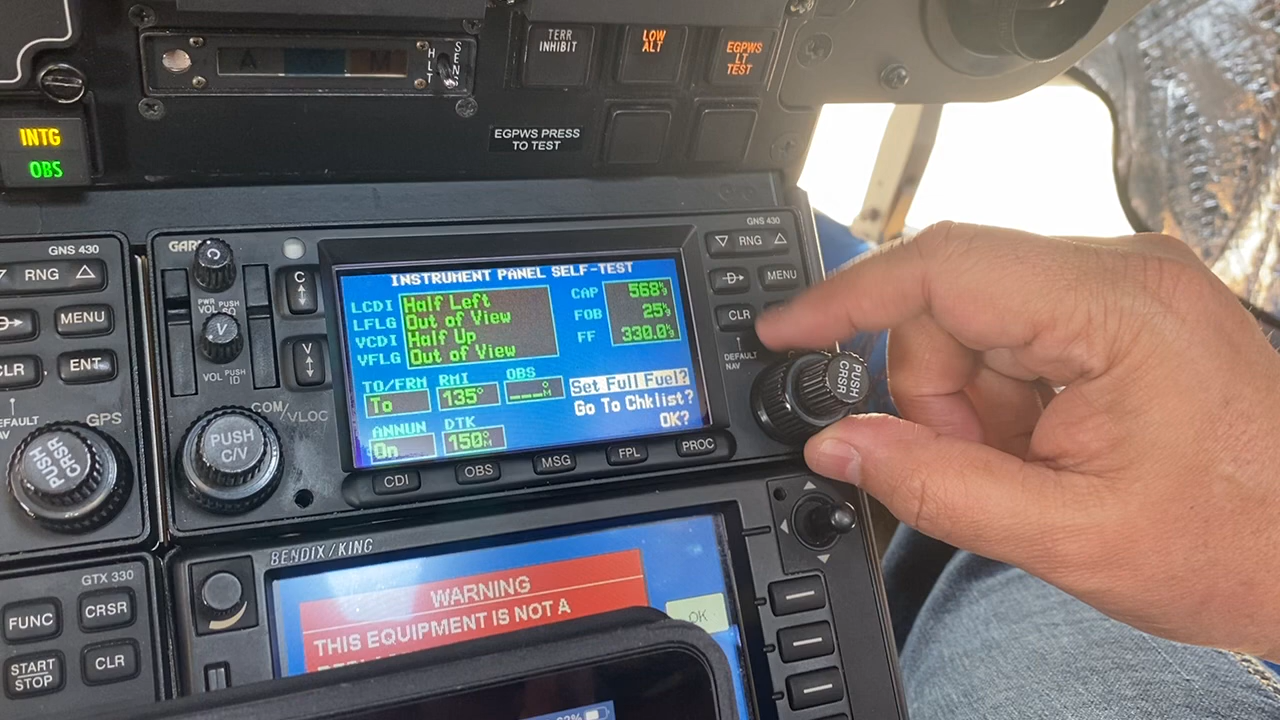 A
M
HLT
SENS
TERR
INHIBIT
LOW
ALT
EGPWS
LT
TEST
INTG
OBS
EGPWS PRESS
TO TEST
GNS 430
RNG
MENU
CLR
ENT
DEFAULT
GPS
PUSH
CRSR
GTX 330
FUNC
CRSR
START
STOP
CLR
C
PWR
VOL
PUSH
SQ
V
VOL
PUSH
ID
V
COM/VLOC
PUSH
C/V
INSTRUMENT PANEL SELF-TEST
LCDI Half Left
LFLG Out of View
VCDI Half Up
VFLG Out of View
CAP 568
FOB 25
FF 330.0
TO/FRM RMI OBS
To 135°
Set Full Fuel?
Go To Chklist?
OK?
ANNUN DTK
On 150°
CDI
OBS
MSG
FPL
PROC
GNS 430
RNG
D
MENU
CLR
DEFAULT
NAV
PUSH
CRSR
BENDIX/KING
WARNING
THIS EQUIPMENT IS NOT A
OK